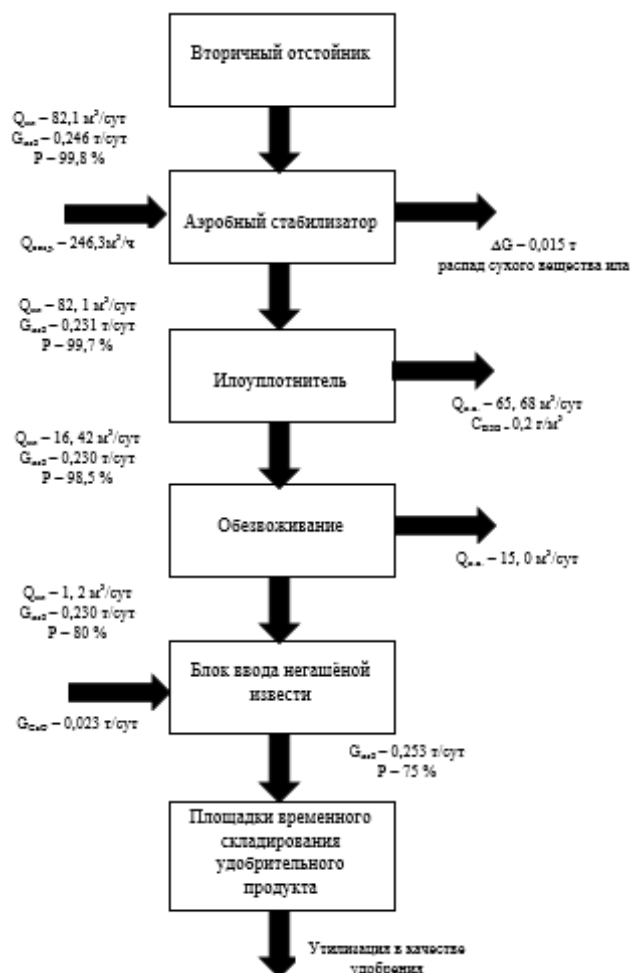 Вторичный отстойник
– 82,1 м³/сут
– 0,246 т/сут
P – 99,8 %
Аэробный стабилизатор
– 246,3м³/ч
ΔG – 0,015 т
распад сухого вещества ила
– 82, 1 м³/сут
– 0,231 т/сут
P – 99,7 %
Илоуплотнитель
– 65, 68 м³/сут
0,2 г/м³
– 16, 42 м³/сут
– 0,230 т/сут
P – 98,5 %
Обезвоживание
– 15, 0 м³/сут
– 1, 2 м³/сут
– 0,230 т/сут
P – 80 %
Блок ввода негашёной
извести
G CaO – 0,023 т/сут
– 0,253 т/сут
P – 75 %
Площадки временного
складирования
удобрительного
продукта
Утилизация в качестве
удобрения